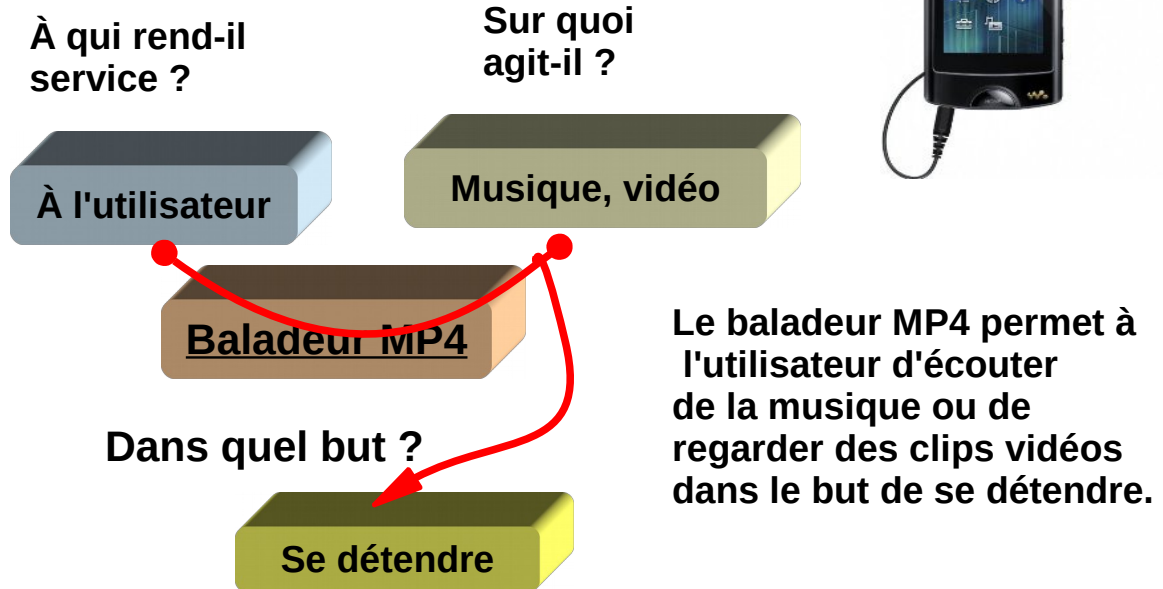 À qui rend-il
service ?
Sur quoi
agit-il ?
À l'utilisateur
Musique, vidéo
Baladeur MP4
Dans quel but ?
Se détendre
Le baladeur MP4 permet à
l'utilisateur d'écouter
de la musique ou de
regarder des clips vidéos
dans le but de se détendre.